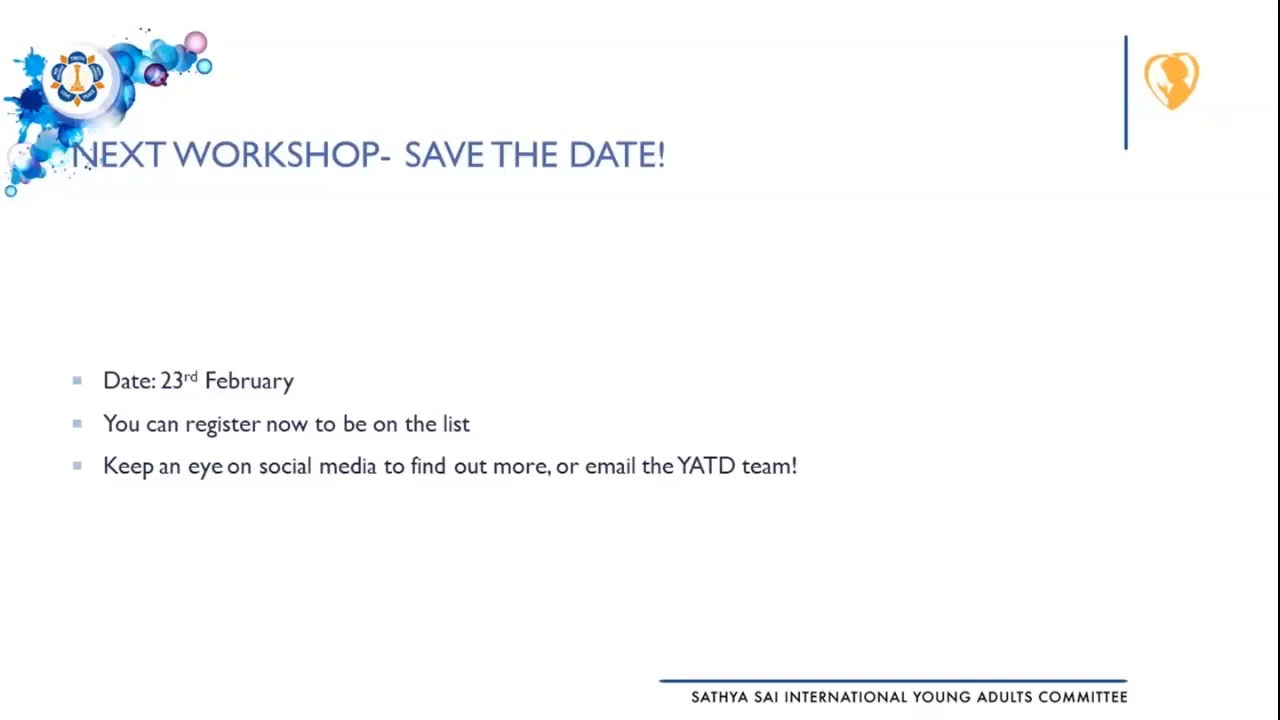 NEXT WORKSHOP- SAVE THE DATE!
Date: 23rd February
You can register now to be on the list
Keep an eye on social media to find out more, or email the YATD team!
SATHYA SAI INTERNATIONAL YOUNG ADULTS COMMITTEE